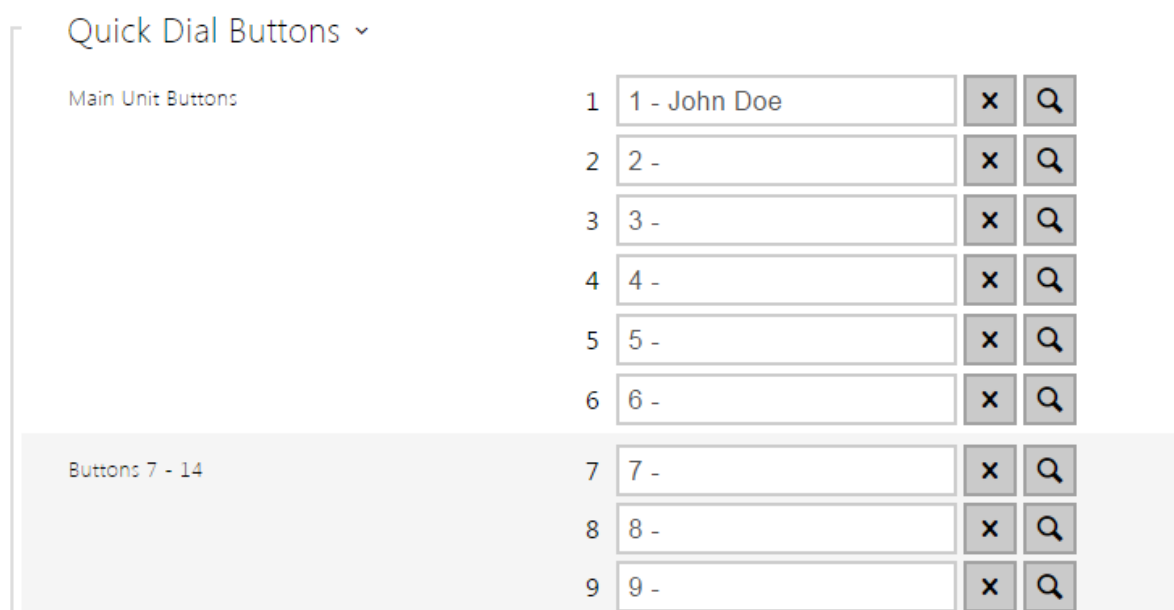 Quick Dial Buttons
Main Unit Buttons 1 1 - John Doe
2 2 -
3 3 -
4 4 -
5 5 -
6 6 -
Buttons 7 - 14 7 7 -
8 8 -
9 9 -